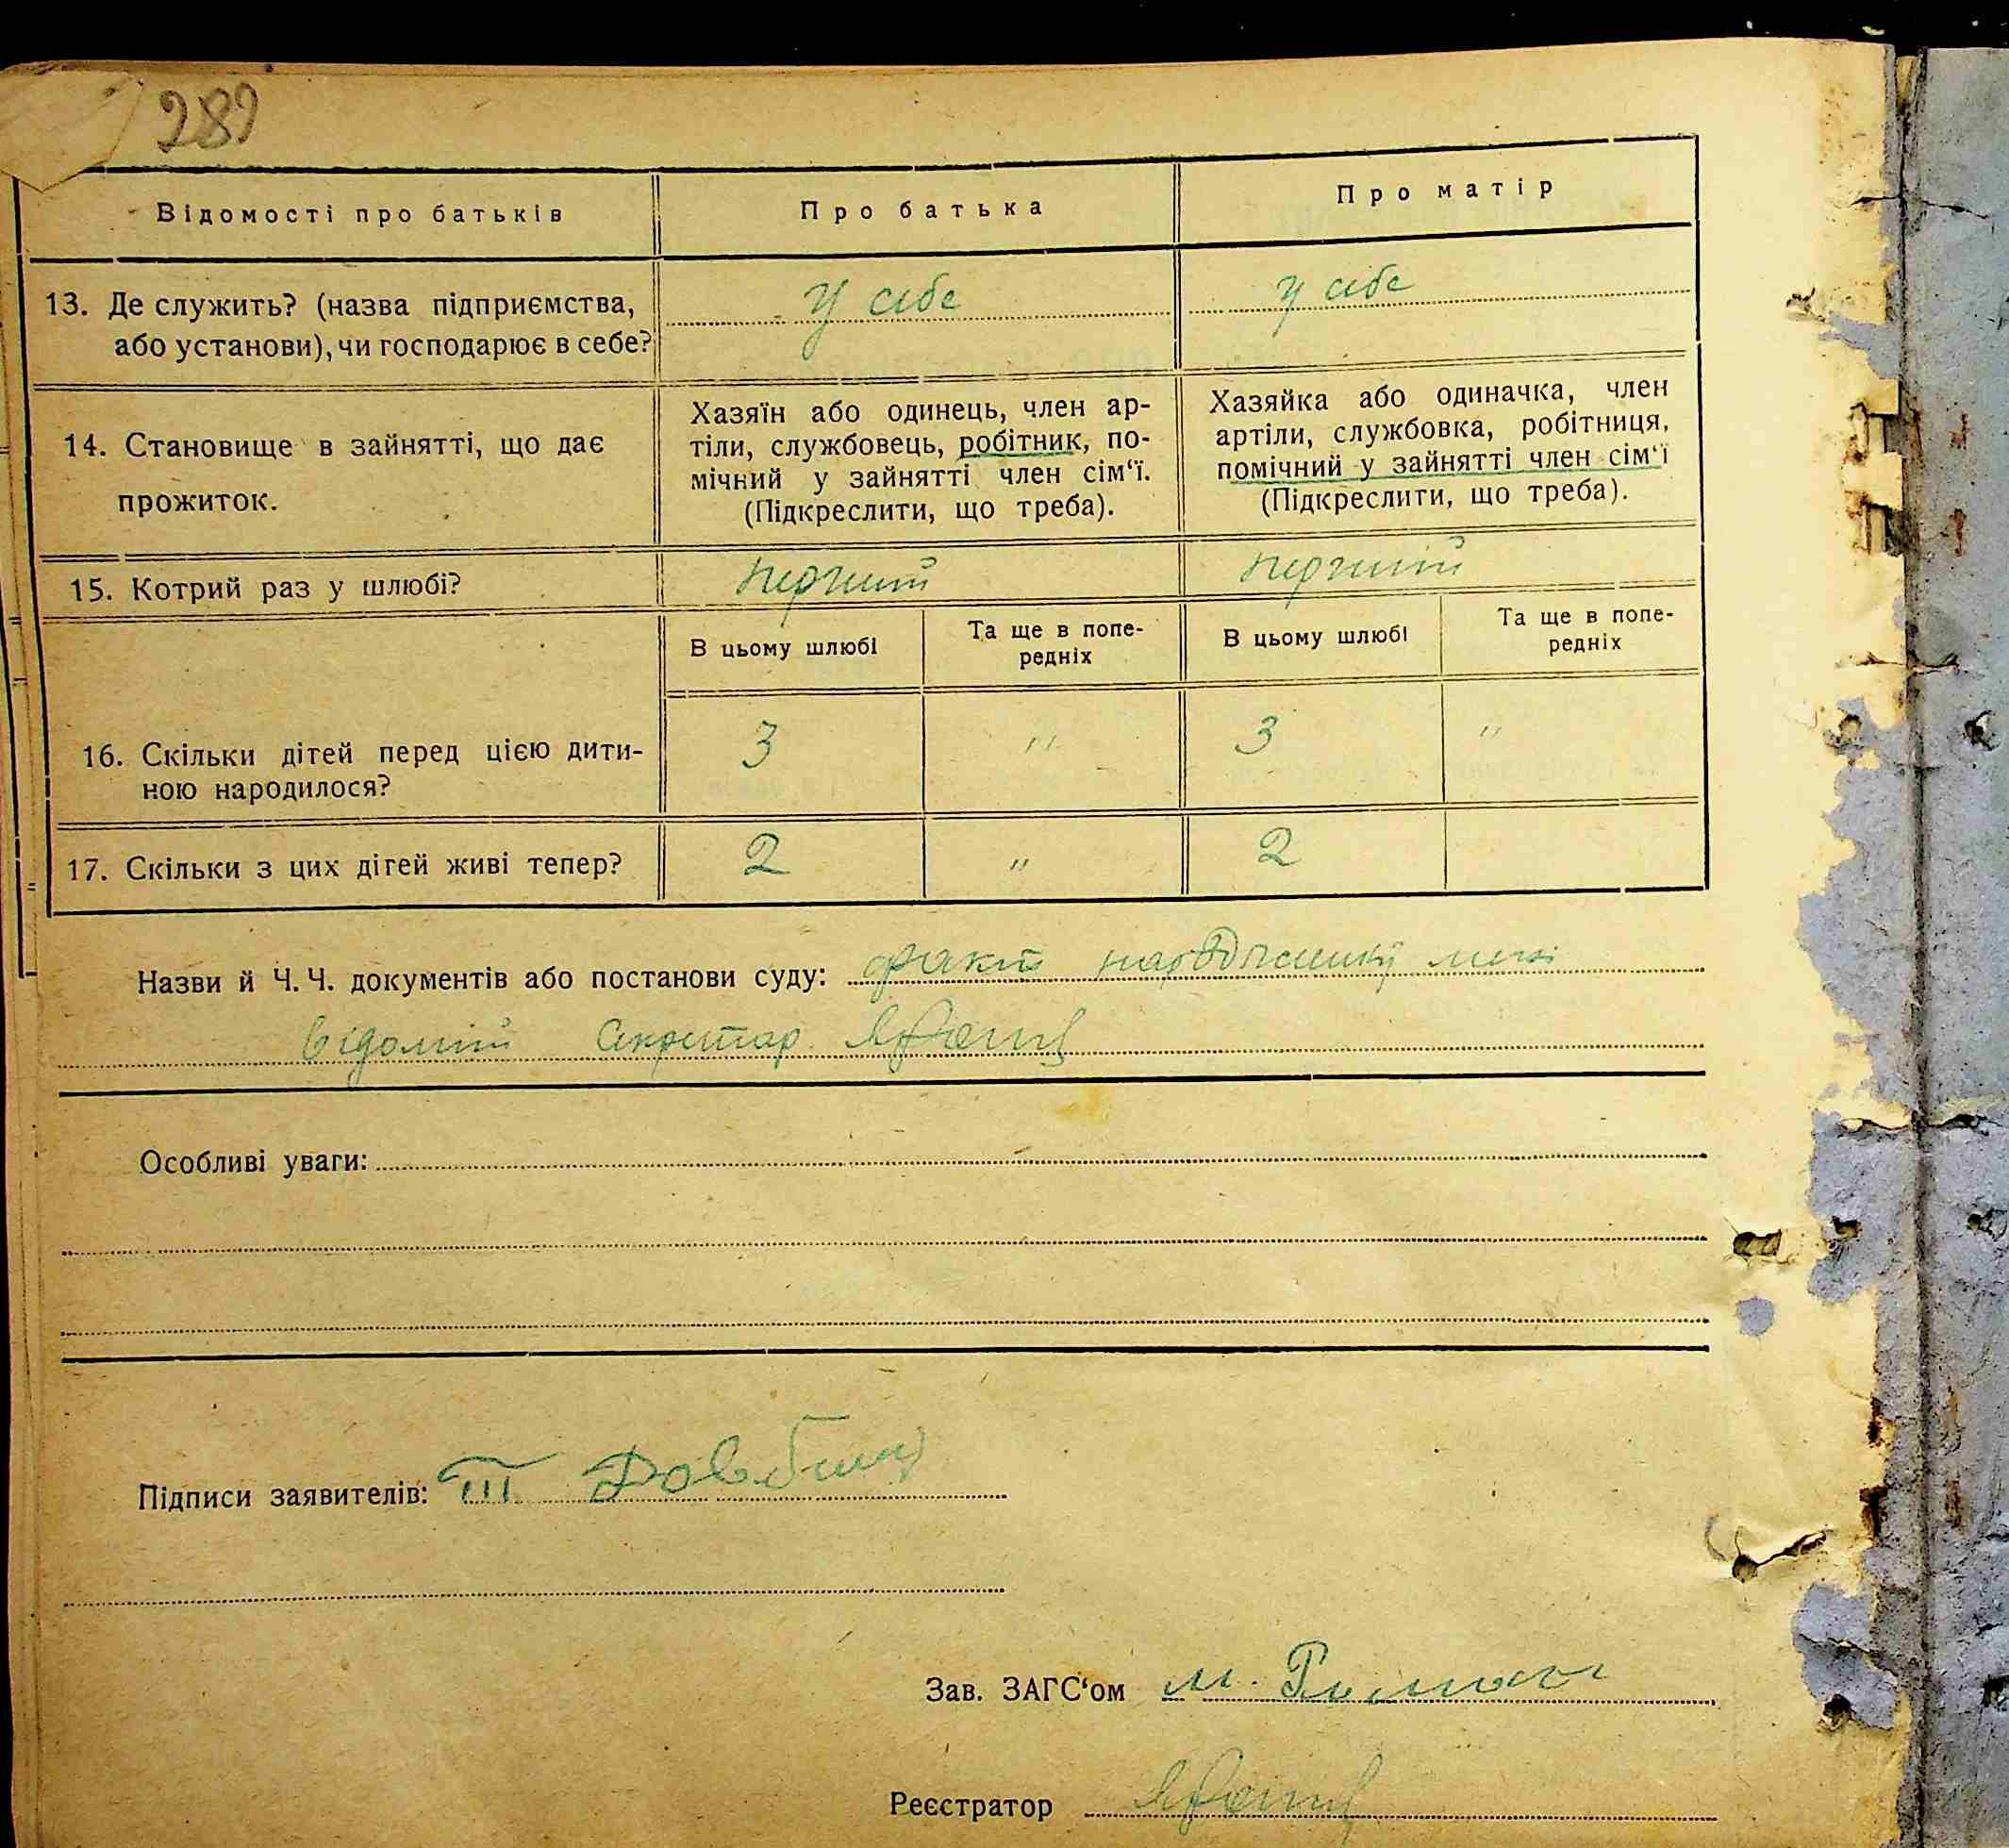 289
Відомості про батьків
Про батька
Про матір
13. Де служить? (назва підприємства,
або установи), чи господарює в себе?
У себе
У себе
14. Становище в зайнятті, що дає
прожиток.
Хазяїн або одинець, член ар-
тіли, службовець, робітник, по-
мічний у зайнятті член сім‘ї.
(Підкреслити, що треба).
Хазяйка або одиначка, член
артіли, службовка, робітниця,
помічний у зайнятті член сім‘ї
(Підкреслити, що треба).
15. Котрий раз у шлюбі?
перший
перший
В цьому шлюбі
Та ще в попе-
редніх
В цьому шлюбі
Та ще в попе-
редніх
16. Скільки дітей перед цією дити-
ною народилося?
3
"
3
"
17. Скільки з цих дітей живі тепер?
2
"
2
Назви й Ч. Ч. документів або постанови суду: факт народження мені
відомий Секретар
Особливі уваги:
Підписи заявителів:
Зав. ЗАГС‘ом М.
Реєстратор